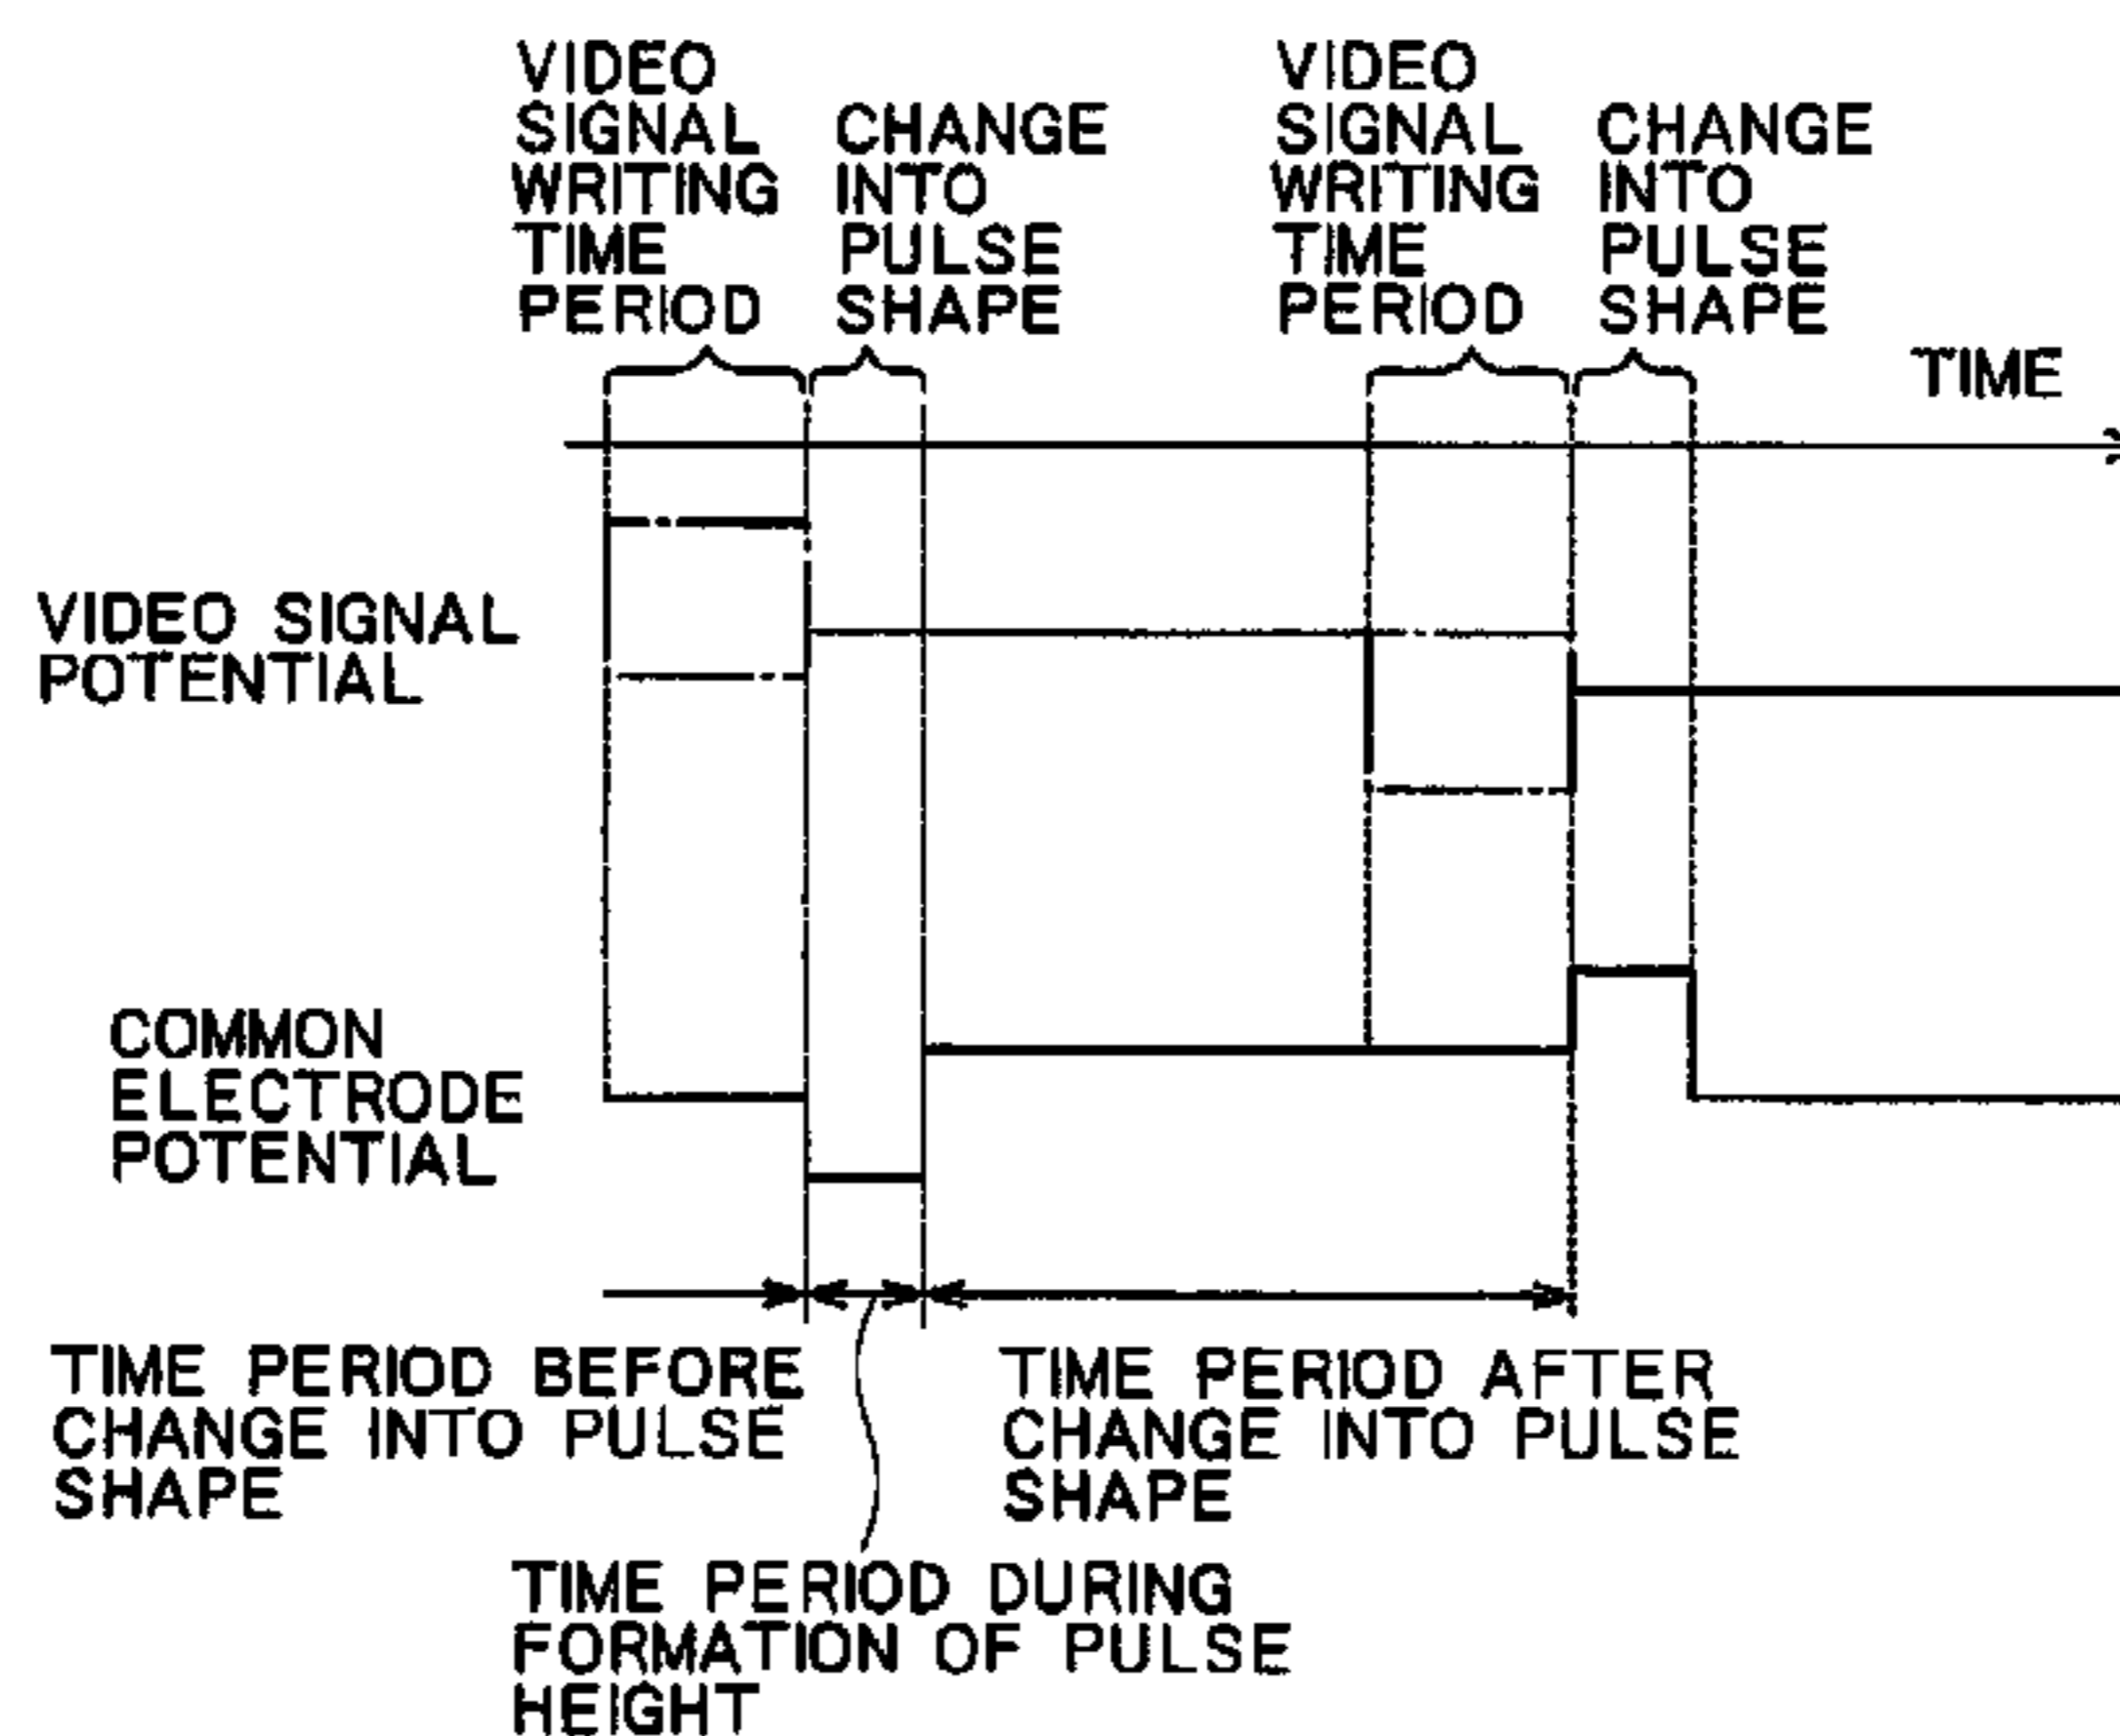 VIDEO
SIGNAL
WRITING
TIME
PERIOD
CHANGE
INTO
PULSE
SHAPE
VIDEO
SIGNAL
WRITING
TIME
PERIOD
CHANGE
INTO
PULSE
SHAPE
TIME
VIDEO SIGNAL
POTENTIAL
COMMON
ELECTRODE
POTENTIAL
TIME PERIOD BEFORE
CHANGE INTO PULSE
SHAPE
TIME PERIOD AFTER
CHANGE INTO PULSE
SHAPE
TIME PERIOD DURING
FORMATION OF PULSE
HEIGHT